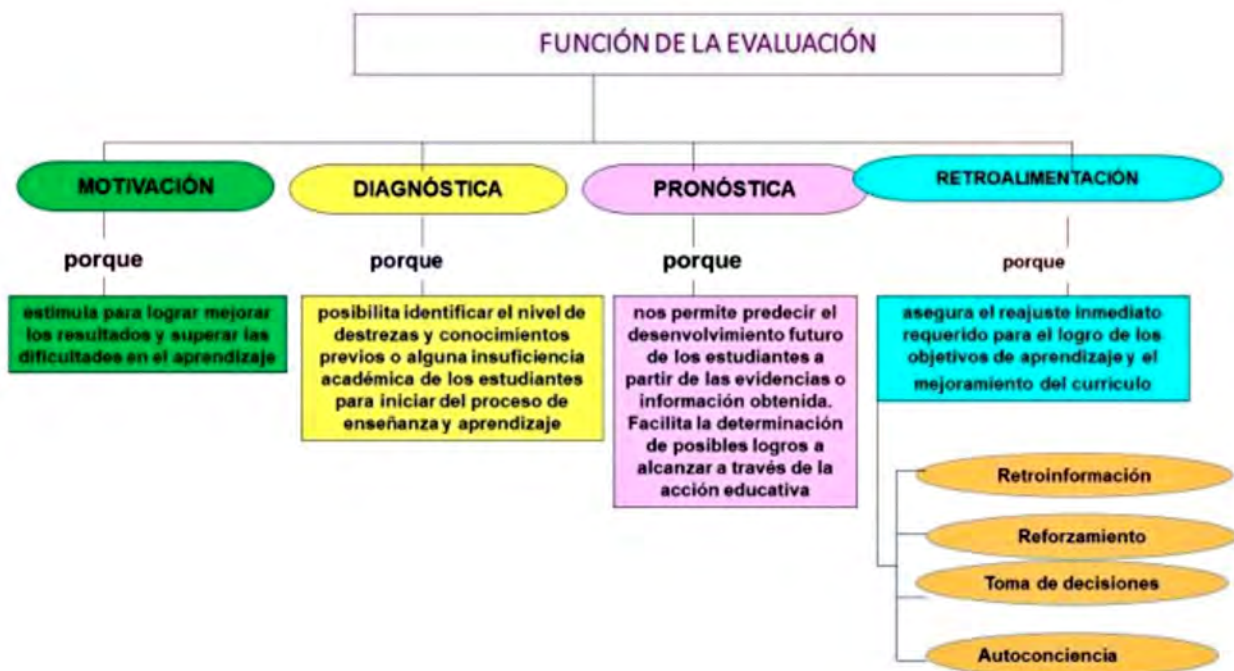 FUNCIÓN DE LA EVALUACIÓN
MOTIVACIÓN
porque
estimula para lograr mejorar
los resultados y superar las
dificultades en el aprendizaje
DIAGNÓSTICA
porque
posibilita identificar el nivel de
destrezas y conocimientos
previos o alguna insuficiencia
académica de los estudiantes
para iniciar del proceso de
enseñanza y aprendizaje
PRONÓSTICA
porque
nos permite predecir el
desenvolvimiento futuro
de los estudiantes a
partir de las evidencias o
información obtenida.
Facilita la determinación
de posibles logros a
alcanzar a través de la
acción educativa
RETROALIMENTACIÓN
porque
asegura el reajuste inmediato
requerido para el logro de los
objetivos de aprendizaje y el
mejoramiento del currículo
Retroinformación
Reforzamiento
Toma de decisiones
Autoconciencia